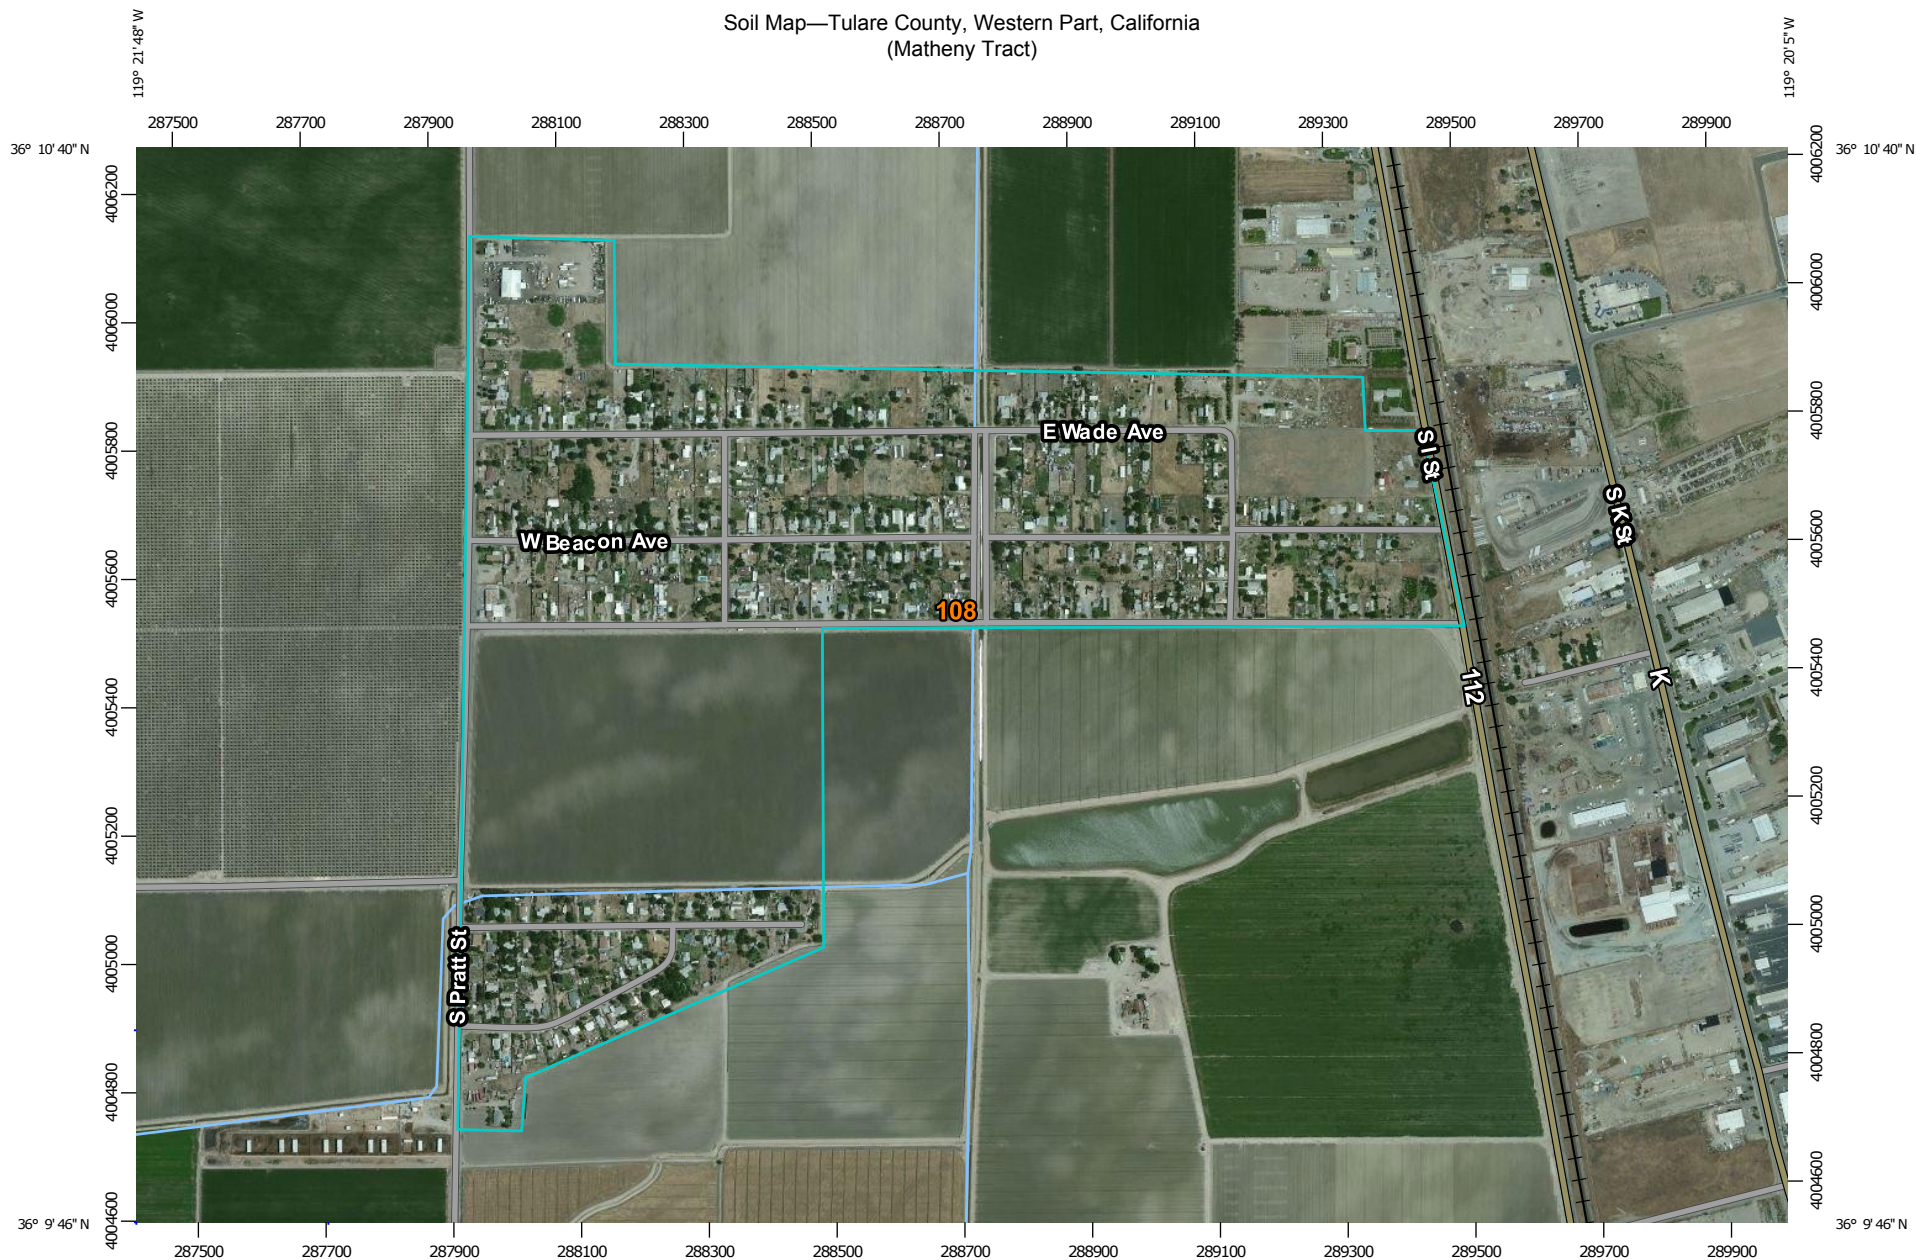 Soil Map—Tulare County, Western Part, California
(Matheny Tract)
119° 21' 48" W
119° 20' 5" W
287500 287700 287900 288100 288300 288500 288700 288900 289100 289300 289500 289700 289900
36° 10' 40" N
36° 10' 40" N
4006200
4006000
4005800
4005600
4005400
4005200
4005000
4004800
4004600
4006200
4006000
4005800
4005600
4005400
4005200
4005000
4004800
4004600
E Wade Ave
S I St
S K St
W Beacon Ave
108
112
K
S Pratt St
36° 9' 46" N
36° 9' 46" N
287500 287700 287900 288100 288300 288500 288700 288900 289100 289300 289500 289700 289900